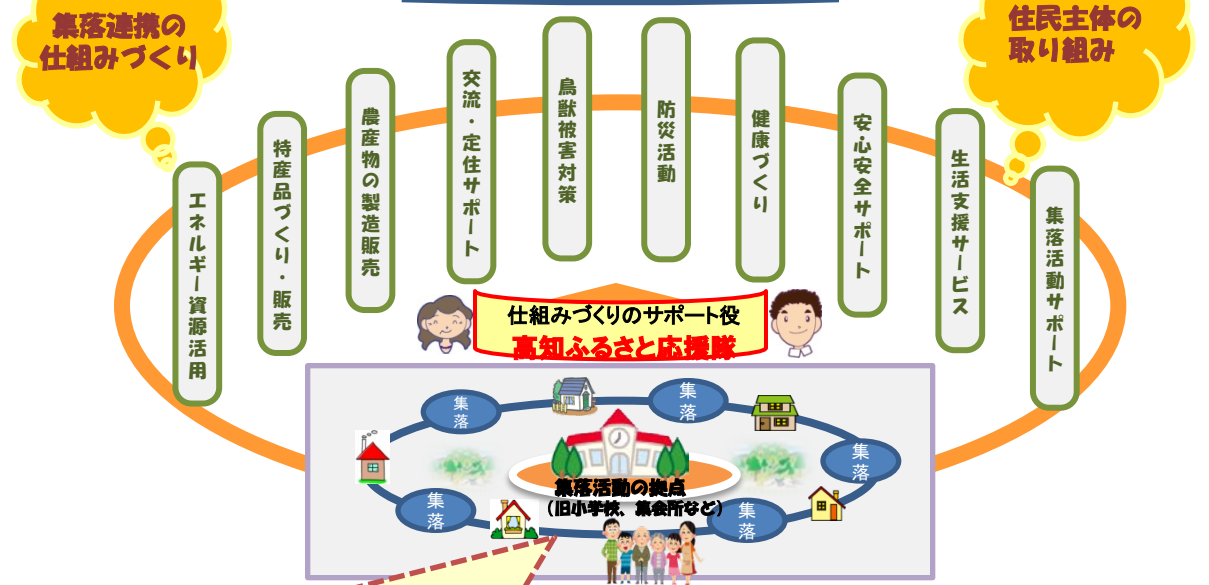 集落連携の
仕組みづくり
住民主体の
取り組み
エネルギー資源活用
特産品づくり・販売
農産物の製造販売
交流・定住サポート
鳥獣被害対策
防災活動
健康づくり
安心安全サポート
生活支援サービス
集落活動サポート
仕組みづくりのサポート役
高知ふるさと応援隊
集落
集落
集落
集落活動の拠点
（旧小学校、集会所など）
集落
集落